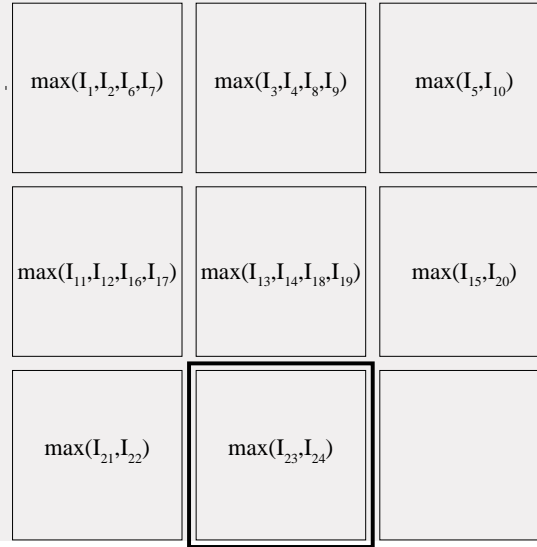 max(I₁,I₂,I₆,I₇) max(I₃,I₄,I₈,I₉) max(I₅,I₁₀)
max(I₁₁,I₁₂,I₁₆,I₁₇) max(I₁₃,I₁₄,I₁₈,I₁₉) max(I₁₅,I₂₀)
max(I₂₁,I₂₂) max(I₂₃,I₂₄)